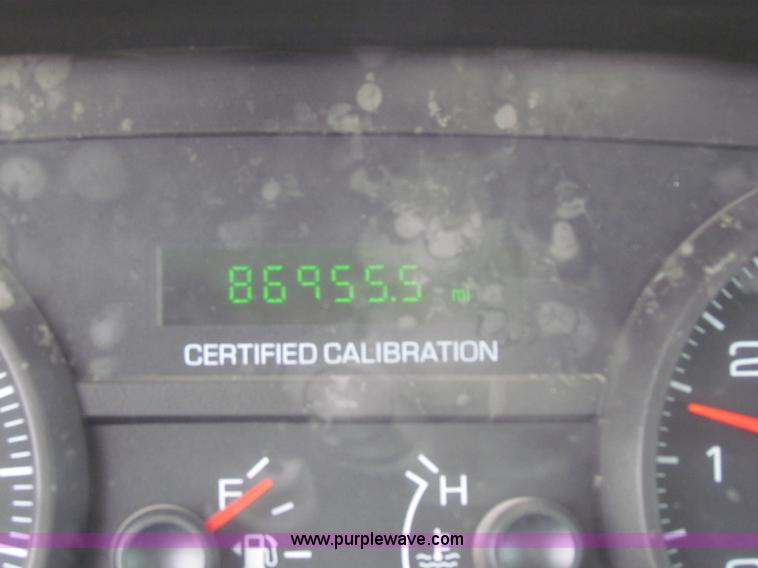 86955.5 mi
CERTIFIED CALIBRATION
2
1
F
H
www.purplewave.com